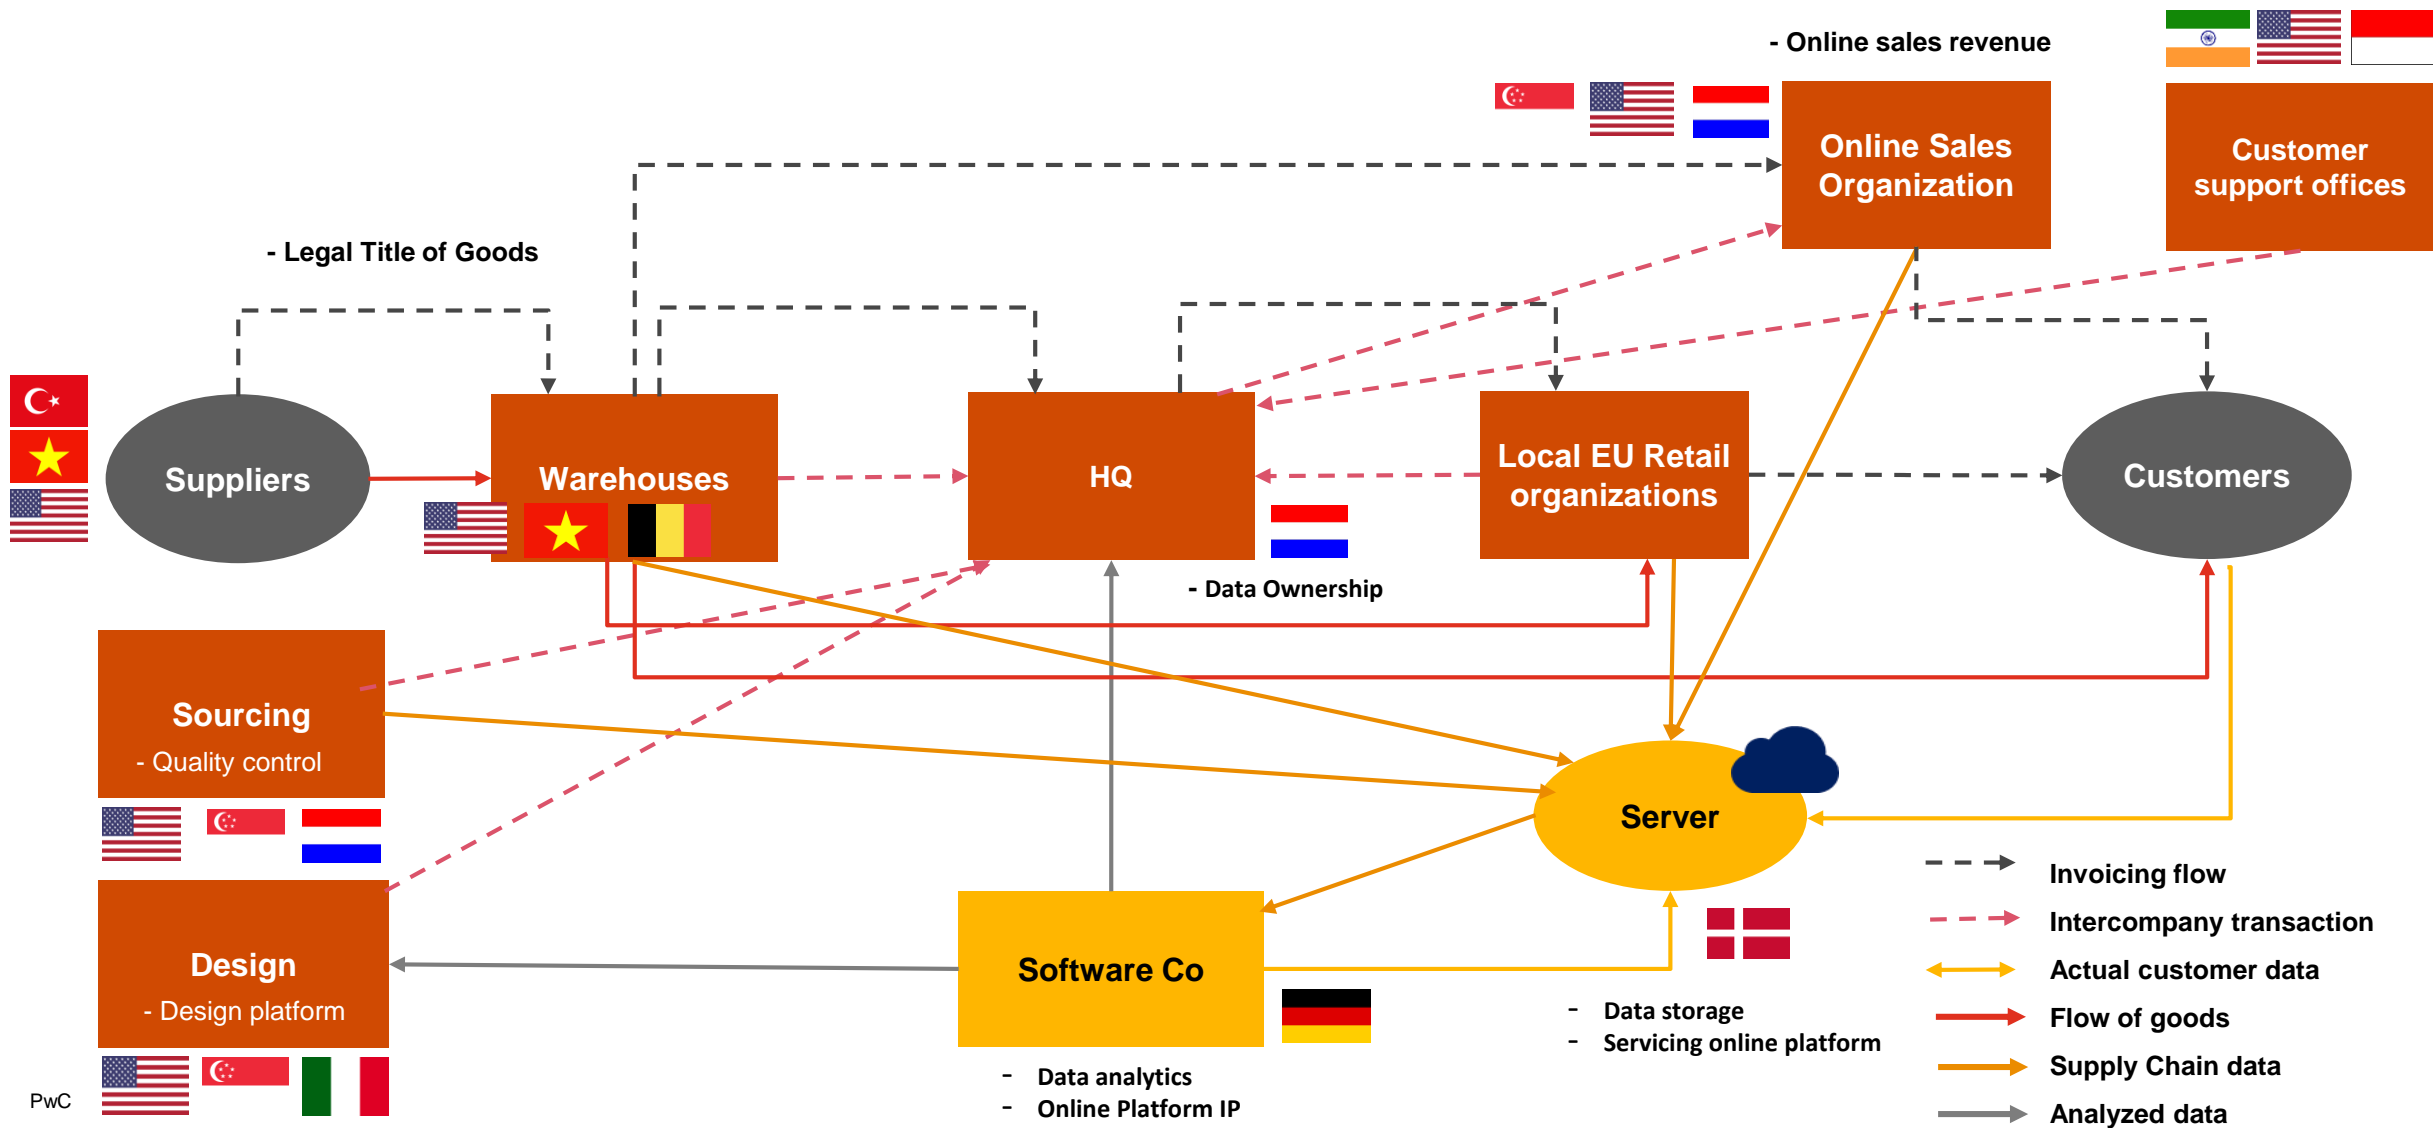 - Online sales revenue
Online Sales
Organization
Customer
support offices
- Legal Title of Goods
Suppliers
Warehouses
HQ
Local EU Retail
organizations
Customers
- Data Ownership
Sourcing
- Quality control
Server
Design
- Design platform
Software Co
- Data storage
- Servicing online platform
- Data analytics
- Online Platform IP
Invoicing flow
Intercompany transaction
Actual customer data
Flow of goods
Supply Chain data
Analyzed data
PwC